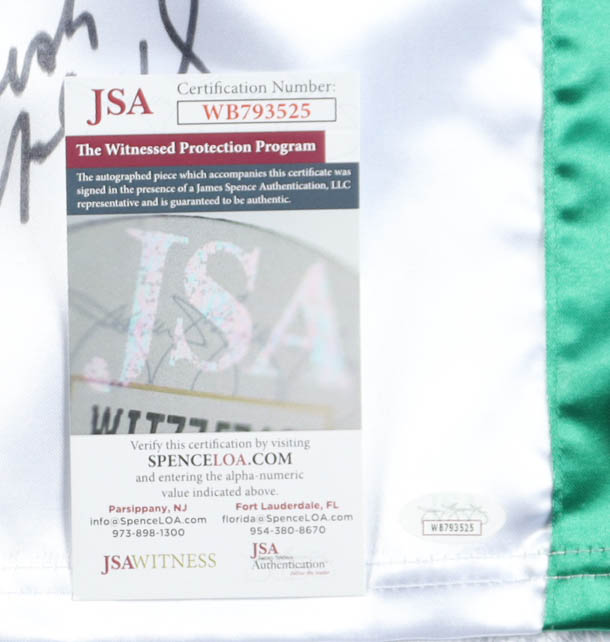 JSA
Certification Number:
WB793525
The Witnessed Protection Program
The autographed piece which accompanies this certificate was
signed in the presence of a James Spence Authentication, LLC
representative and is guaranteed to be authentic.
JSA
Verify this certification by visiting
SPENCELOA.COM
and entering the alpha-numeric
value indicated above.
Parsippany, NJ
info@SpenceLOA.com
973-898-1300
Fort Lauderdale, FL
florida@SpenceLOA.COM
954-380-8670
JSAWITNESS
JSA
Authentication
WB793525